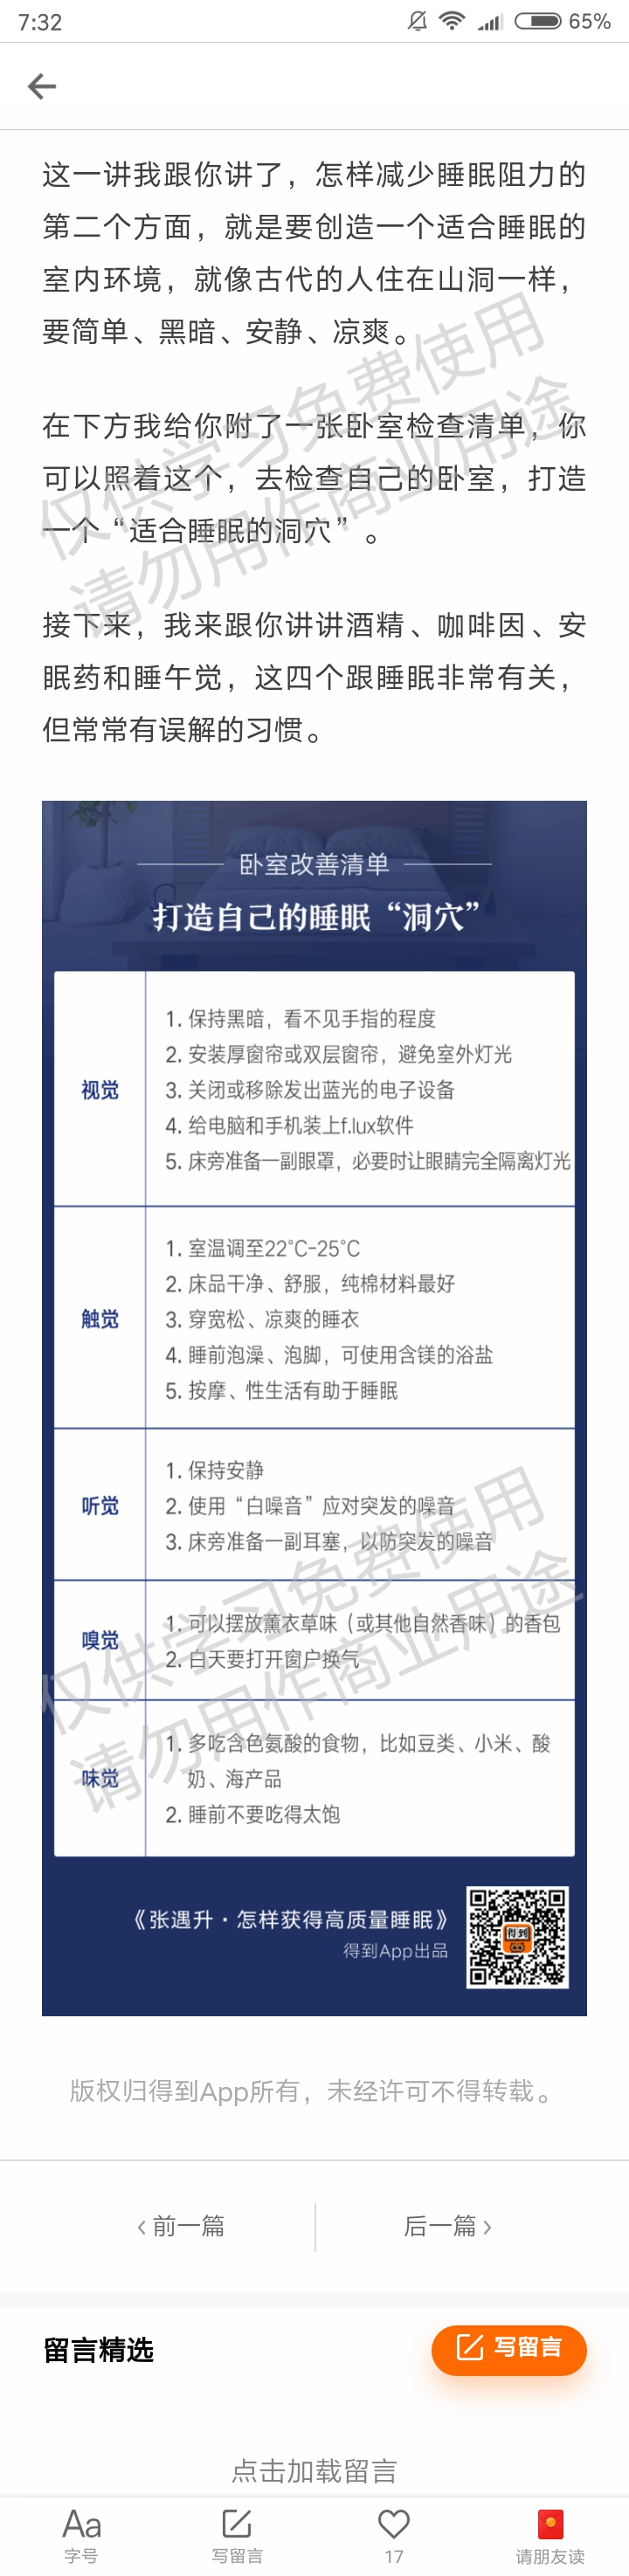 7:32
65%
这一讲我跟你讲了，怎样减少睡眠阻力的
第二个方面，就是要创造一个适合睡眠的
室内环境，就像古代的人住在山洞一样，
要简单、黑暗、安静、凉爽。
在下方我给你附了一张卧室检查清单，你
可以照着这个，去检查自己的卧室，打造
一个“适合睡眠的洞穴”。
仅供学习免费使用
请勿用作商业用途
接下来，我来跟你讲讲酒精、咖啡因、安
眠药和睡午觉，这四个跟睡眠非常有关，
但常常有误解的习惯。
卧室改善清单
打造自己的睡眠“洞穴”
视觉
1. 保持黑暗，看不见手指的程度
2. 安装厚窗帘或双层窗帘，避免室外灯光
3. 关闭或移除发出蓝光的电子设备
4. 给电脑和手机装上f.lux软件
5. 床旁准备一副眼罩，必要时让眼睛完全隔离灯光
触觉
1. 室温调至22°C-25°C
2. 床品干净、舒服，纯棉材料最好
3. 穿宽松、凉爽的睡衣
4. 睡前泡澡、泡脚，可使用含镁的浴盐
5. 按摩、性生活有助于睡眠
听觉
1. 保持安静
2. 使用“白噪音”应对突发的噪音
3. 床旁准备一副耳塞，以防突发的噪音
嗅觉
1. 可以摆放薰衣草味（或其他自然香味）的香包
2. 白天要打开窗户换气
仅供学习免费使用
请勿用作商业用途
味觉
1. 多吃含色氨酸的食物，比如豆类、小米、酸
奶、海产品
2. 睡前不要吃得太饱
《张遇升·怎样获得高质量睡眠》
得到App出品
得到
版权归得到App所有，未经许可不得转载。
前一篇
后一篇
留言精选
写留言
点击加载留言
Aa
字号
写留言
17
请朋友读